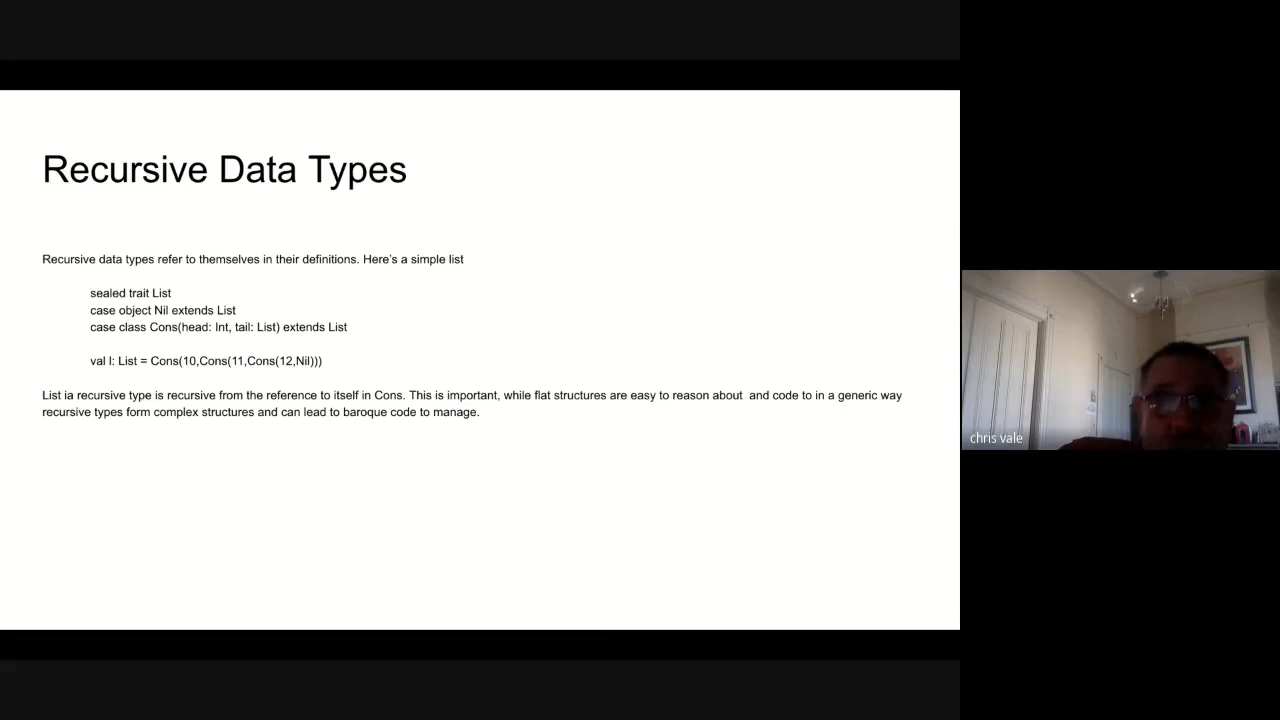 Recursive Data Types
Recursive data types refer to themselves in their definitions. Here's a simple list
sealed trait List
case object Nil extends List
case class Cons(head: Int, tail: List) extends List
val l: List = Cons(10,Cons(11,Cons(12,Nil)))
List ia recursive type is recursive from the reference to itself in Cons. This is important, while flat structures are easy to reason about  and code to in a generic way
recursive types form complex structures and can lead to baroque code to manage.
chris vale